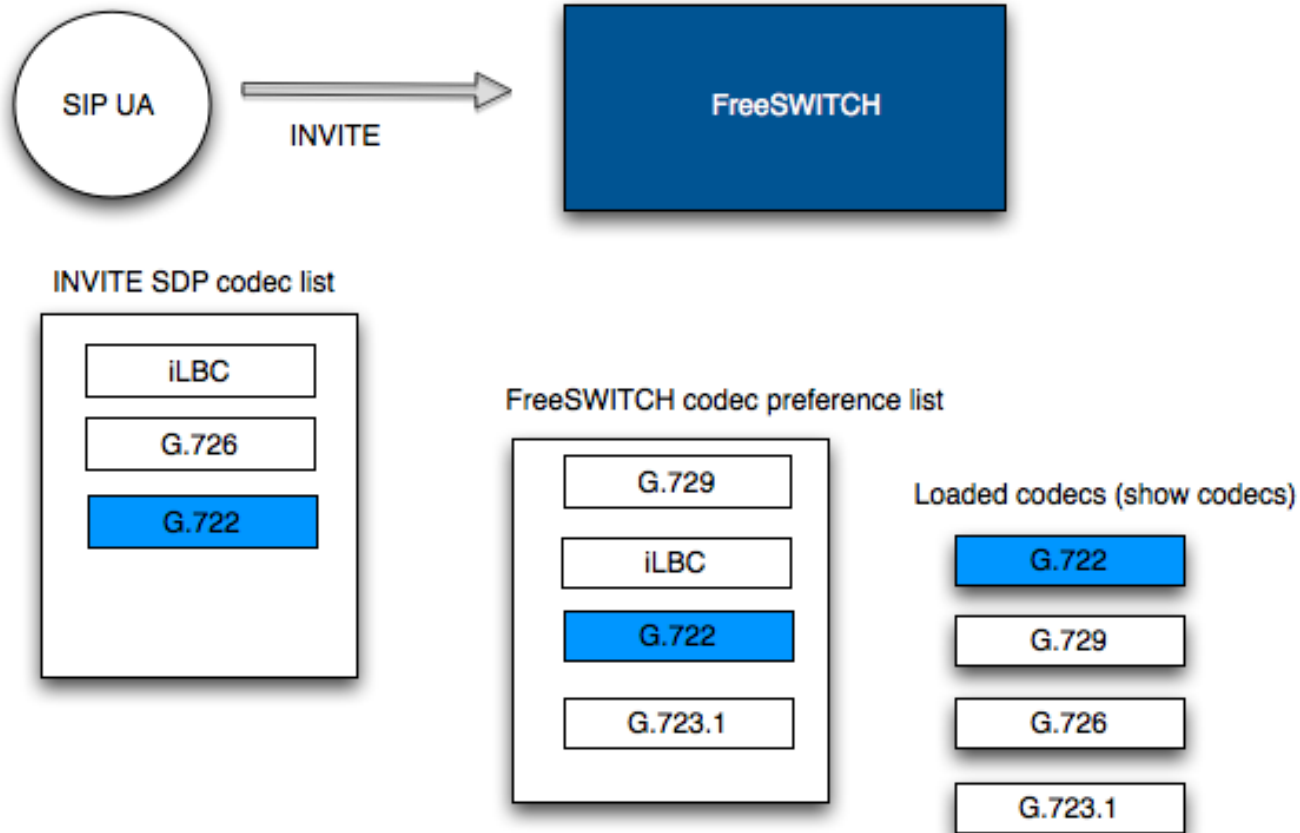 SIP UA
INVITE
FreeSWITCH
INVITE SDP codec list
iLBC
G.726
G.722
FreeSWITCH codec preference list
G.729
iLBC
G.722
G.723.1
Loaded codecs (show codecs)
G.722
G.729
G.726
G.723.1